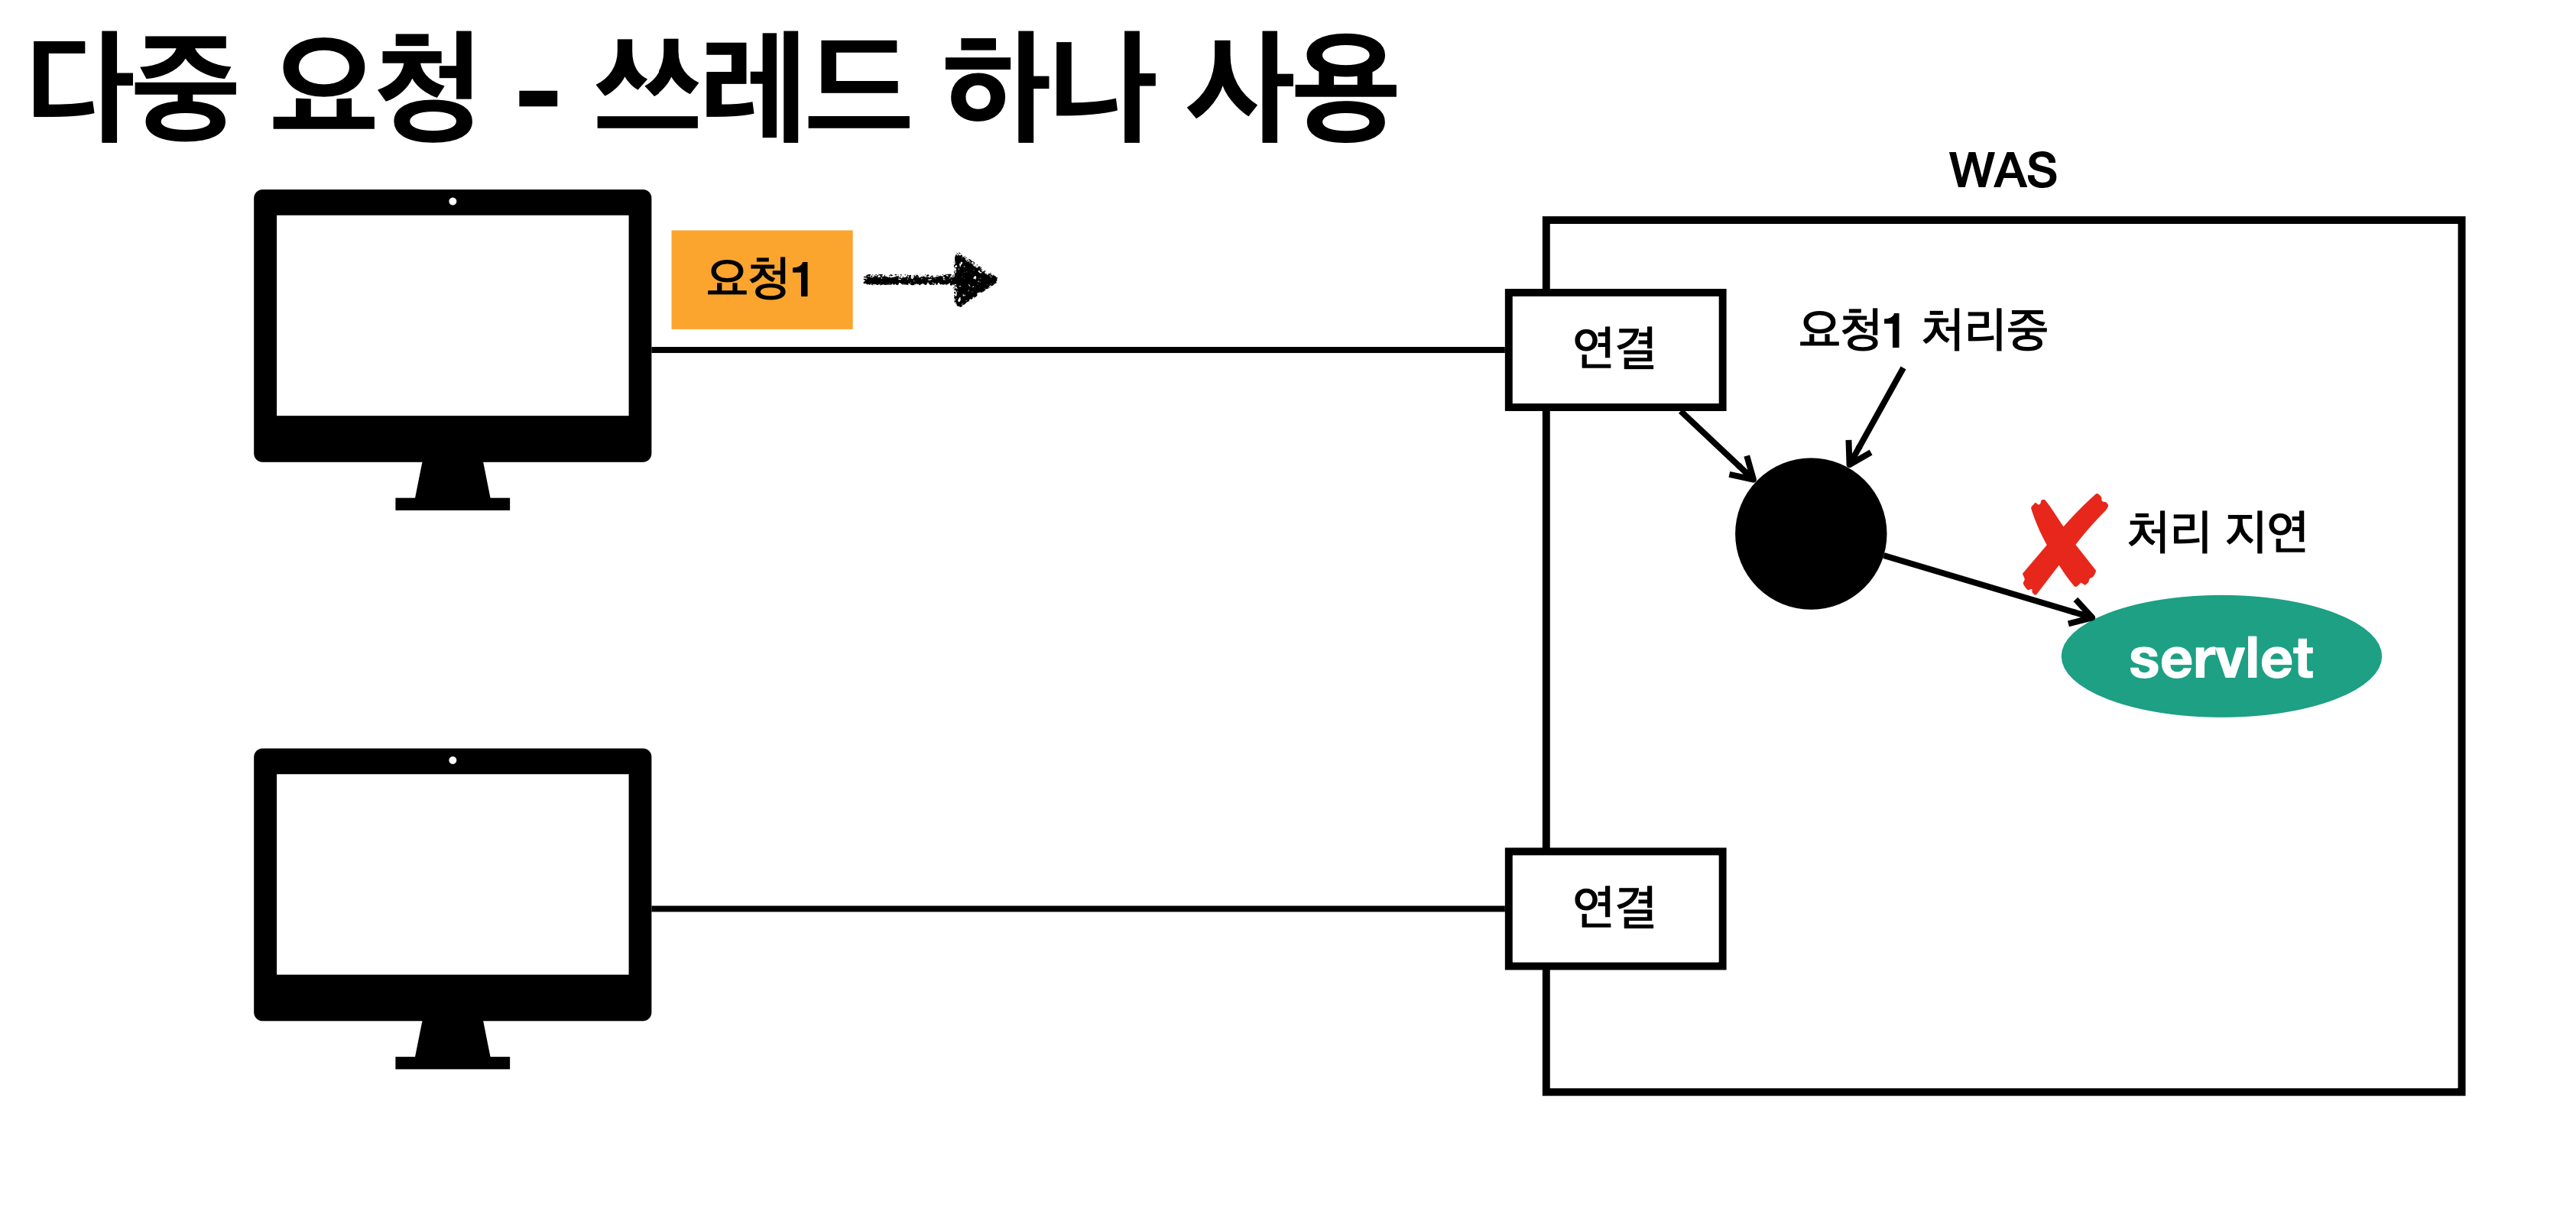 다중 요청 - 쓰레드 하나 사용
WAS
요청1
연결
요청1 처리중
처리 지연
servlet
연결